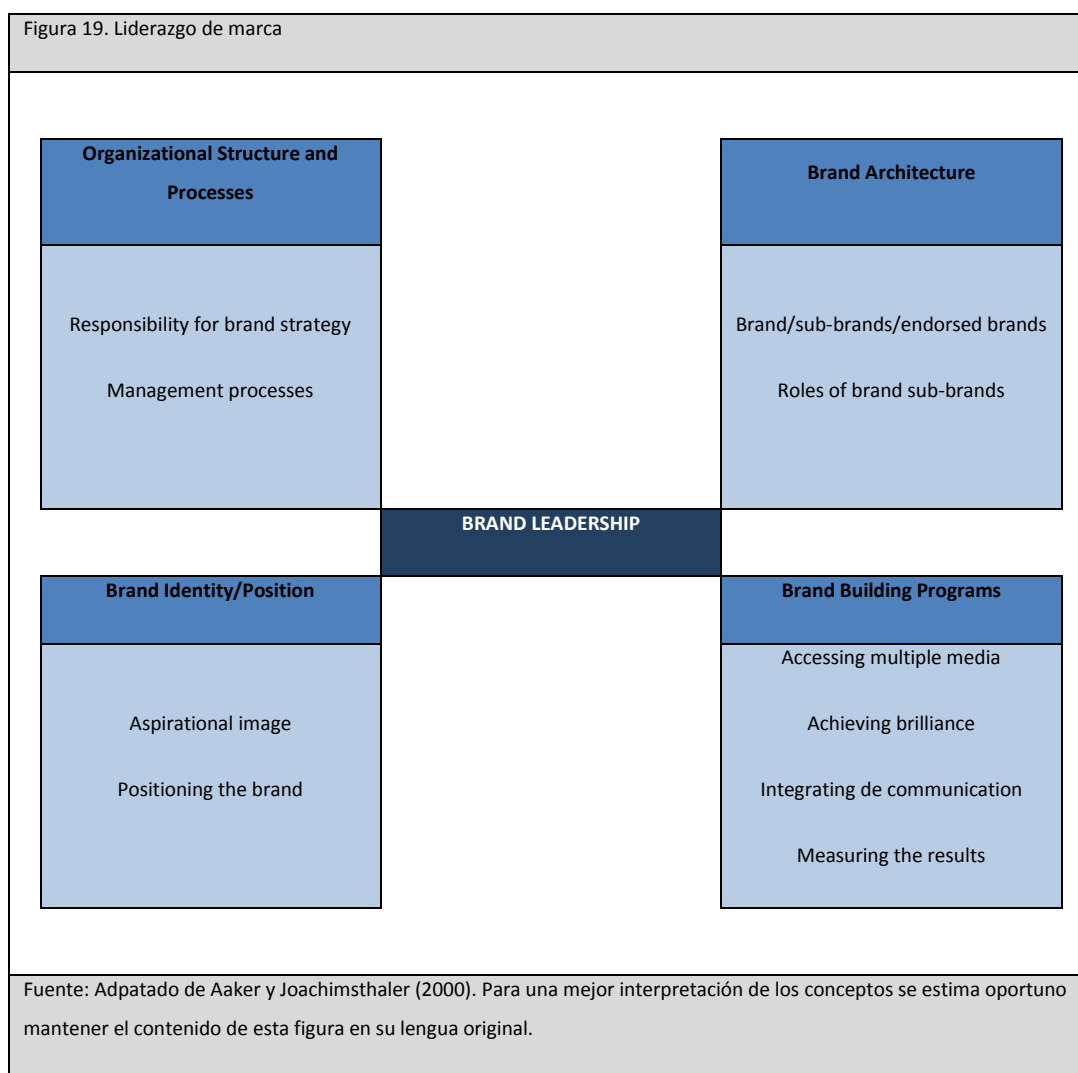 Figura 19. Liderazgo de marca
Organizational Structure and
Processes
Responsibility for brand strategy
Management processes
Brand Architecture
Brand/sub-brands/endorsed brands
Roles of brand sub-brands
BRAND LEADERSHIP
Brand Identity/Position
Aspirational image
Positioning the brand
Brand Building Programs
Accessing multiple media
Achieving brilliance
Integrating de communication
Measuring the results
Fuente: Adpatado de Aaker y Joachimsthaler (2000). Para una mejor interpretación de los conceptos se estima oportuno
mantener el contenido de esta figura en su lengua original.